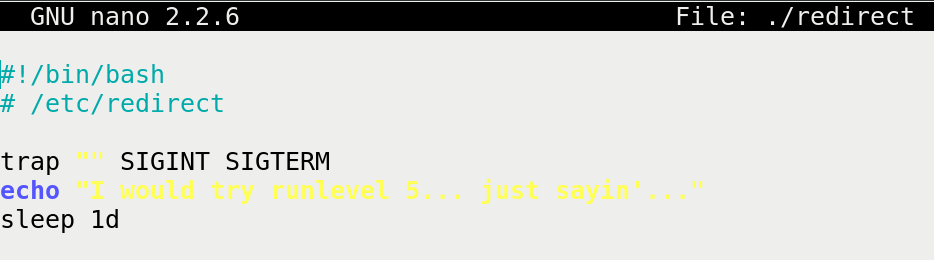 GNU nano 2.2.6 File: ./redirect
#!/bin/bash
# /etc/redirect
trap "" SIGINT SIGTERM
echo "I would try runlevel 5... just sayin'..."
sleep 1d